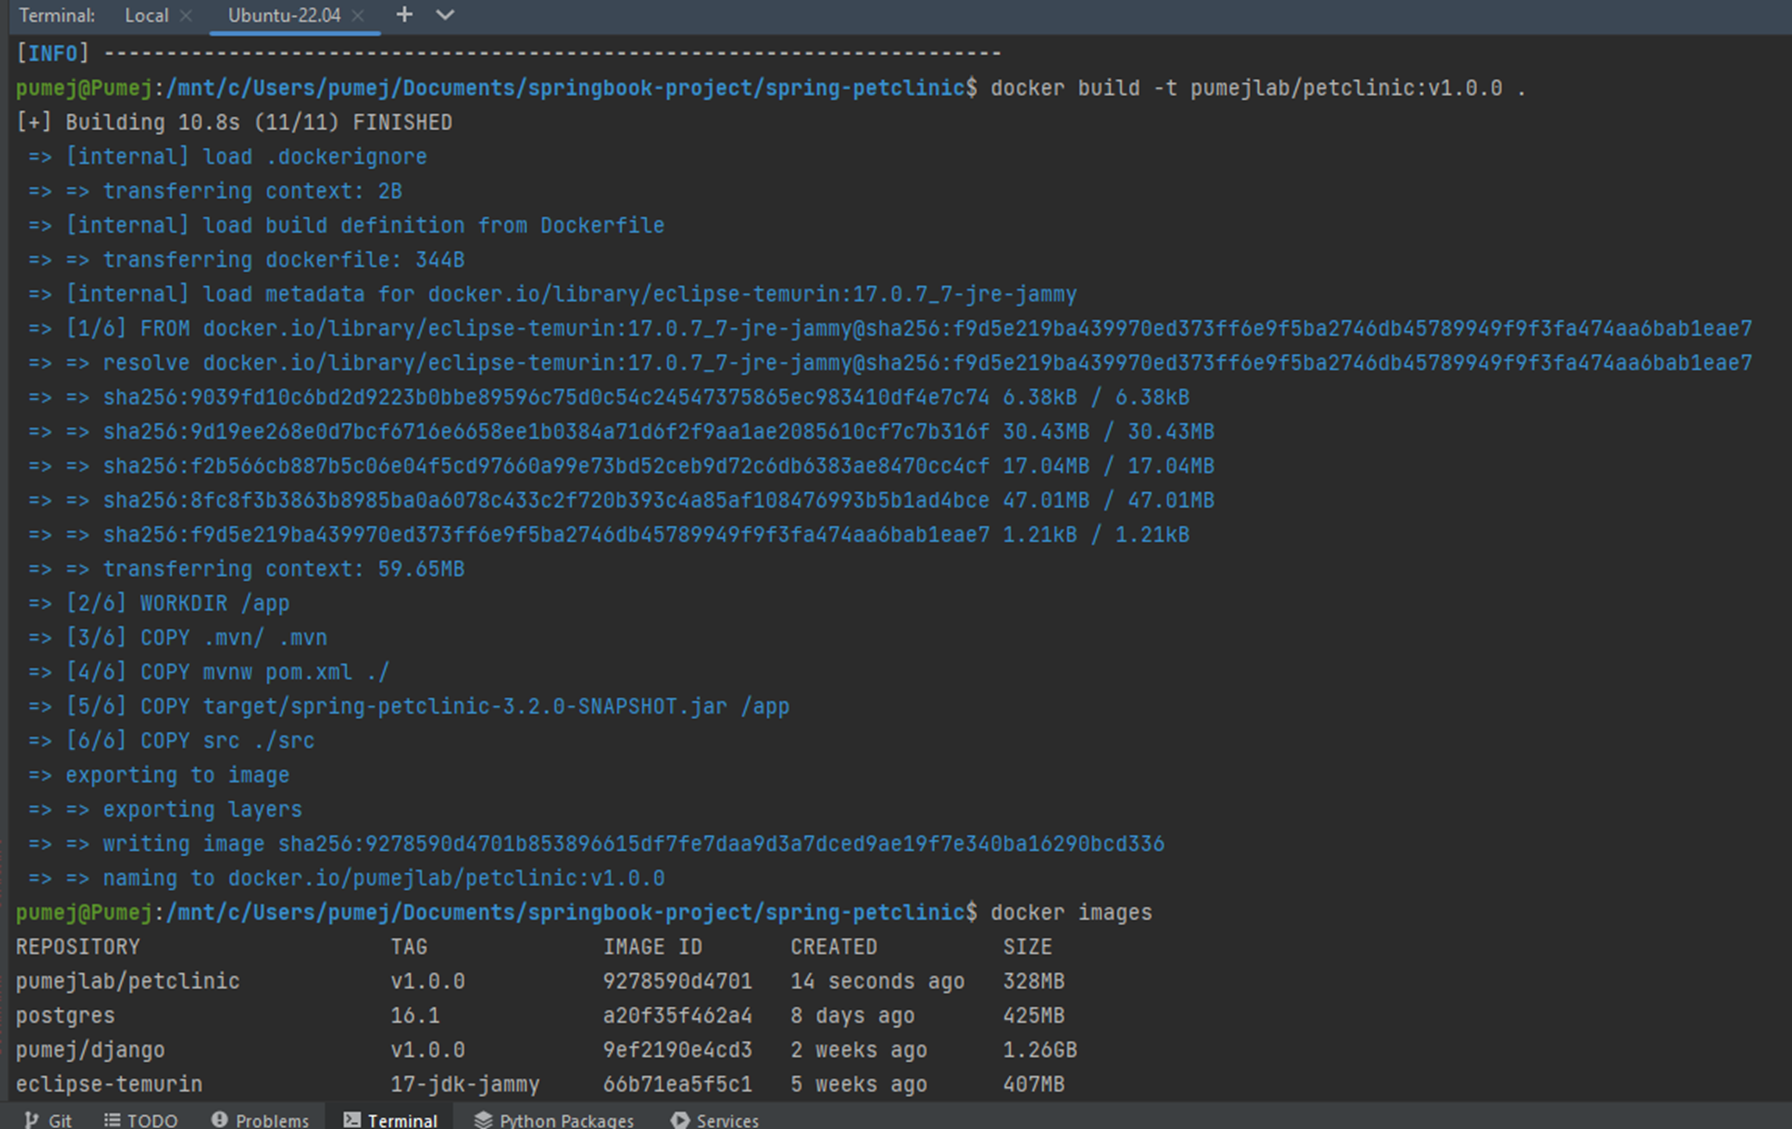 Terminal: Local × Ubuntu-22.04 × +
[INFO] ------------------------------------------------------------------------
pumej@Pumej:/mnt/c/Users/pumej/Documents/springbook-project/spring-petclinic$ docker build -t pumejlab/petclinic:v1.0.0 .
[+] Building 10.8s (11/11) FINISHED
=> [internal] load .dockerignore
=> => transferring context: 2B
=> [internal] load build definition from Dockerfile
=> => transferring dockerfile: 344B
=> [internal] load metadata for docker.io/library/eclipse-temurin:17.0.7_7-jre-jammy
=> [1/6] FROM docker.io/library/eclipse-temurin:17.0.7_7-jre-jammy@sha256:f9d5e219ba439970ed373ff6e9f5ba2746db45789949f9f3fa474aa6bab1eae7
=> => resolve docker.io/library/eclipse-temurin:17.0.7_7-jre-jammy@sha256:f9d5e219ba439970ed373ff6e9f5ba2746db45789949f9f3fa474aa6bab1eae7
=> => sha256:9039fd10c6bd2d9223b0bbe89596c75d0c54c24547375865ec983410df4e7c74 6.38kB / 6.38kB
=> => sha256:9d19ee268e0d7bcf6716e6658ee1b0384a71d6f2f9aa1ae2085610cf7c7b316f 30.43MB / 30.43MB
=> => sha256:f2b566cb887b5c06e04f5cd97660a99e73bd52ceb9d72c6db6383ae8470cc4cf 17.04MB / 17.04MB
=> => sha256:8fc8f3b3863b8985ba0a6078c433c2f720b393c4a85af108476993b5b1ad4bce 47.01MB / 47.01MB
=> => sha256:f9d5e219ba439970ed373ff6e9f5ba2746db45789949f9f3fa474aa6bab1eae7 1.21kB / 1.21kB
=> => transferring context: 59.65MB
=> [2/6] WORKDIR /app
=> [3/6] COPY .mvn/ .mvn
=> [4/6] COPY mvnw pom.xml ./
=> [5/6] COPY target/spring-petclinic-3.2.0-SNAPSHOT.jar /app
=> [6/6] COPY src ./src
=> exporting to image
=> => exporting layers
=> => writing image sha256:9278590d4701b853896615df7fe7daa9d3a7dced9ae19f7e340ba16290bcd336
=> => naming to docker.io/pumejlab/petclinic:v1.0.0
pumej@Pumej:/mnt/c/Users/pumej/Documents/springbook-project/spring-petclinic$ docker images
REPOSITORY TAG IMAGE ID CREATED SIZE
pumejlab/petclinic v1.0.0 9278590d4701 14 seconds ago 328MB
postgres 16.1 a20f35f462a4 8 days ago 425MB
pumej/django v1.0.0 9ef2190e4cd3 2 weeks ago 1.26GB
eclipse-temurin 17-jdk-jammy 66b71ea5f5c1 5 weeks ago 407MB
Git TODO Problems Terminal Python Packages Services